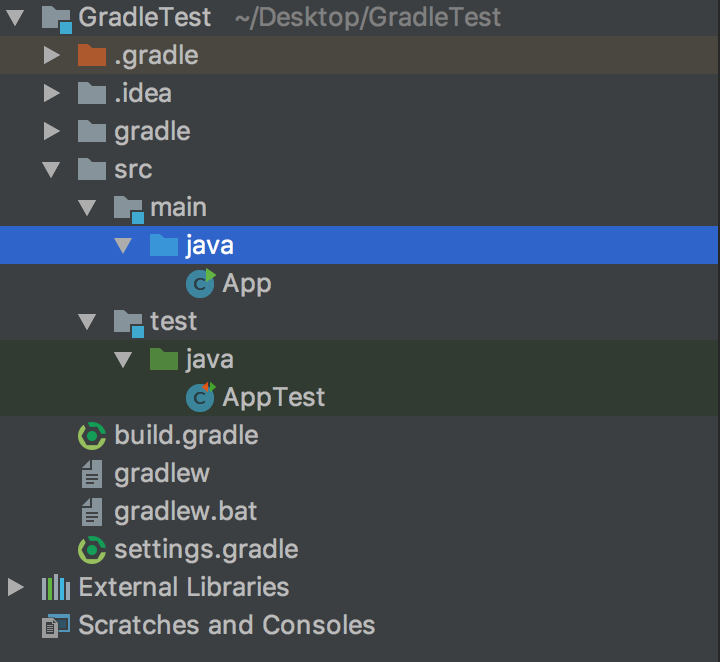 GradleTest ~/Desktop/GradleTest
.gradle
.idea
gradle
src
main
java
C App
test
java
C AppTest
build.gradle
gradlew
gradlew.bat
settings.gradle
External Libraries
Scratches and Consoles